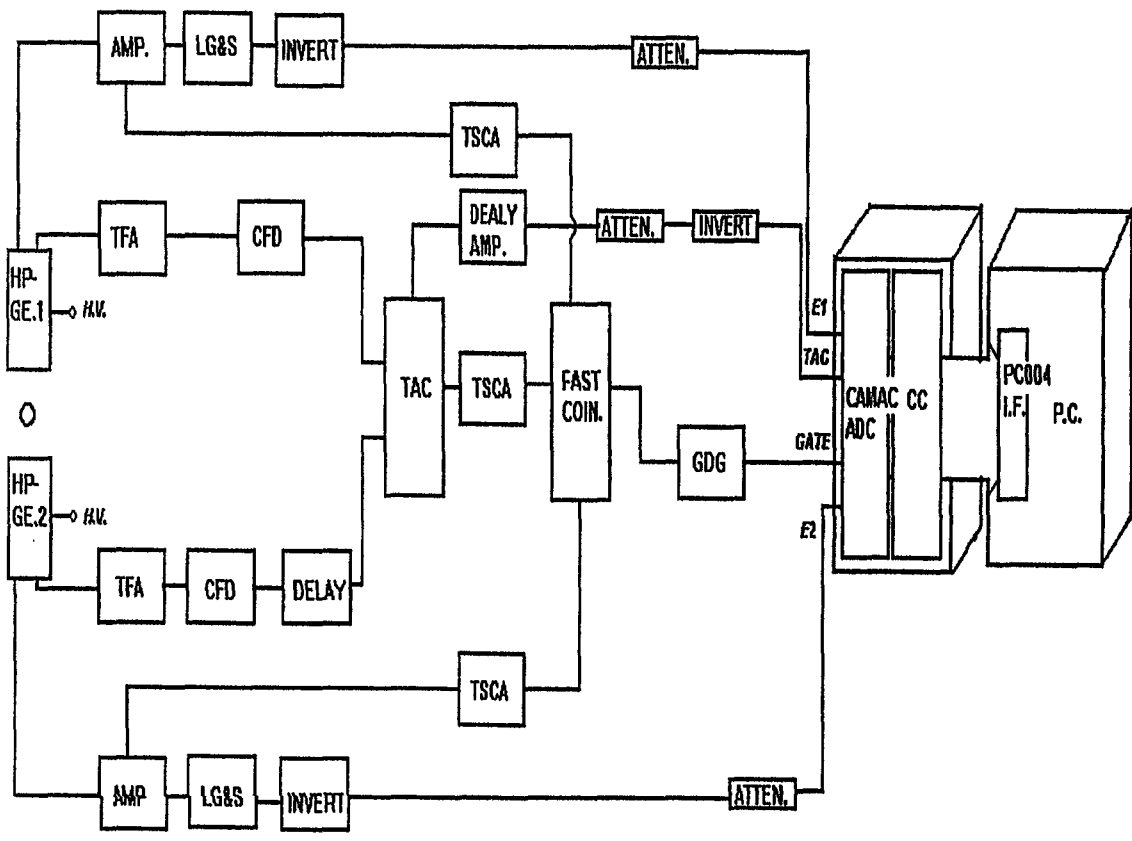 AMP.
LG&S
INVERT
ATTEN.
TSCA
DEALY
AMP.
ATTEN.
INVERT
TFA
CFD
HP-
GE.1
H.V.
E1
TAC
TAC
TSCA
FAST
COIN.
CAMAC
ADC
CC
PC004
I.F.
P.C.
GATE
GDG
HP-
GE.2
H.V.
E2
TFA
CFD
DELAY
TSCA
AMP
LG&S
INVERT
ATTEN.